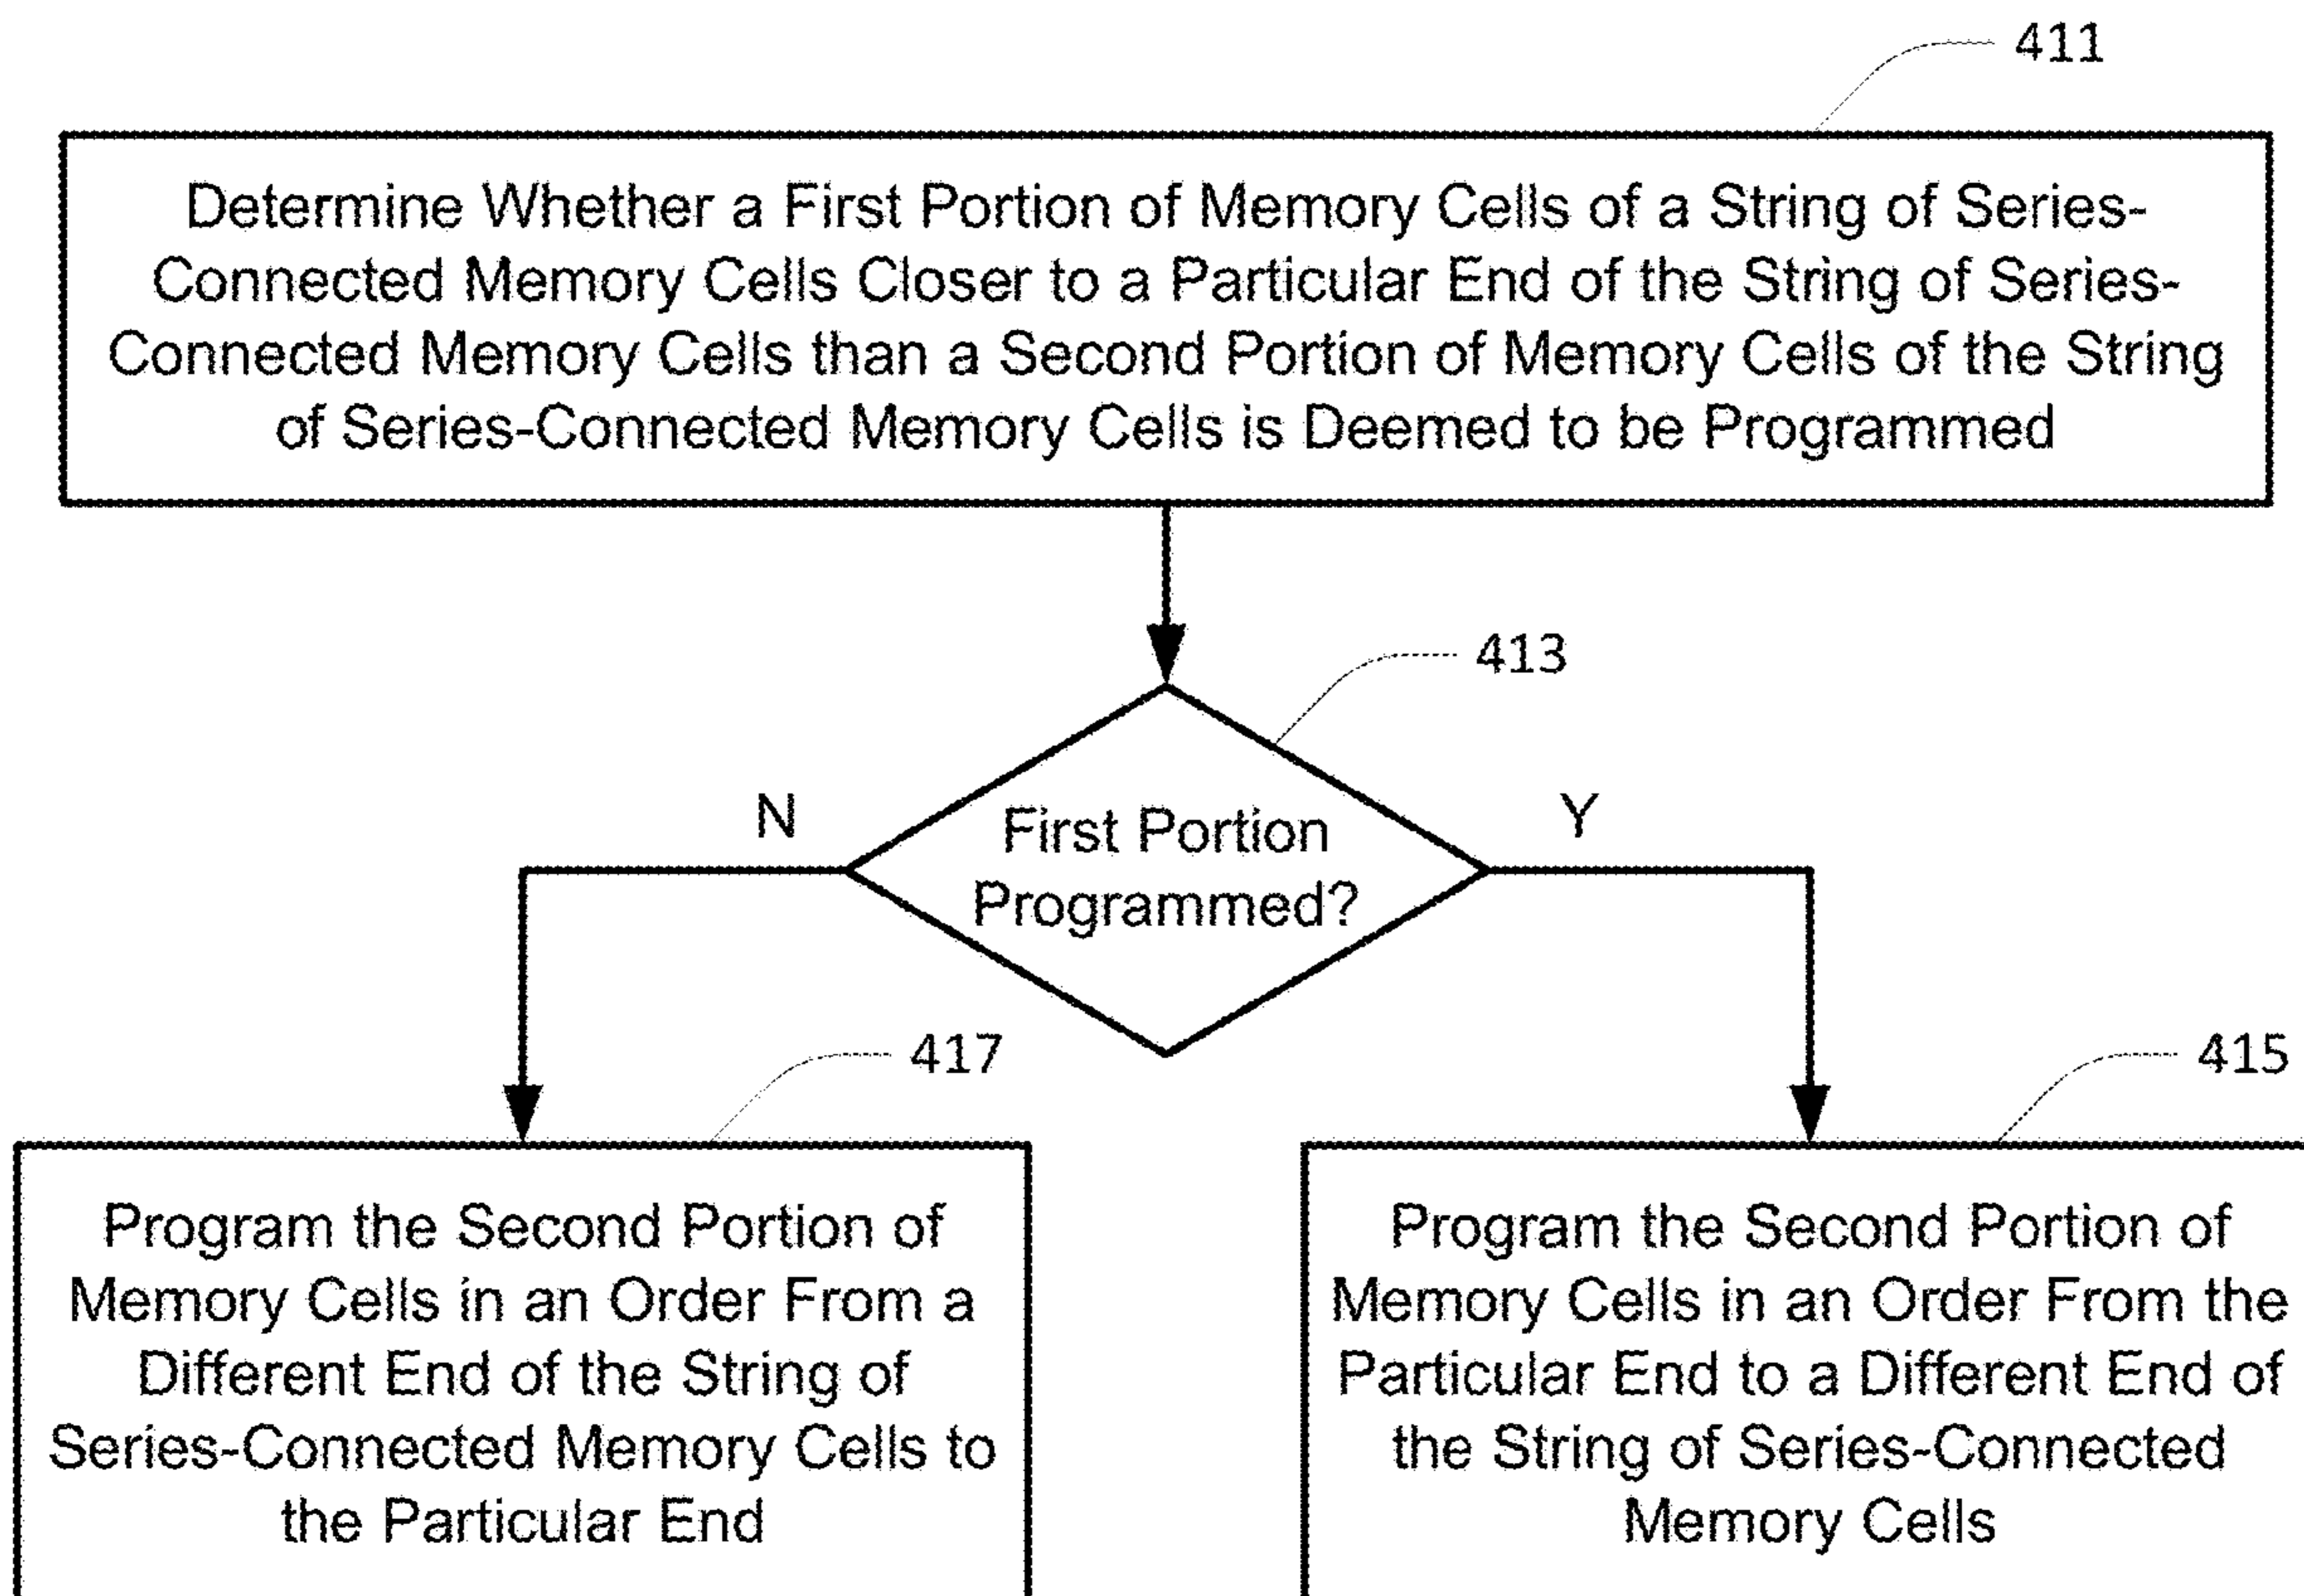 411
Determine Whether a First Portion of Memory Cells of a String of Series-
Connected Memory Cells Closer to a Particular End of the String of Series-
Connected Memory Cells than a Second Portion of Memory Cells of the String
of Series-Connected Memory Cells is Deemed to be Programmed
413
N
First Portion
Programmed?
Y
417
Program the Second Portion of
Memory Cells in an Order From a
Different End of the String of
Series-Connected Memory Cells to
the Particular End
415
Program the Second Portion of
Memory Cells in an Order From the
Particular End to a Different End of
the String of Series-Connected
Memory Cells